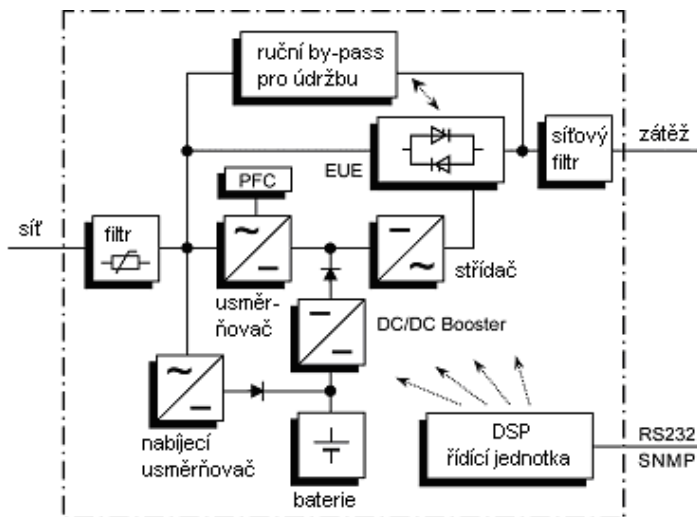 ruční by-pass
pro údržbu
síťový
filtr
zátěž
EUE
PFC
síť
filtr
střídač
usměr-
ňovač
DC/DC Booster
nabíjecí
usměrňovač
baterie
DSP
řídící jednotka
RS232
SNMP